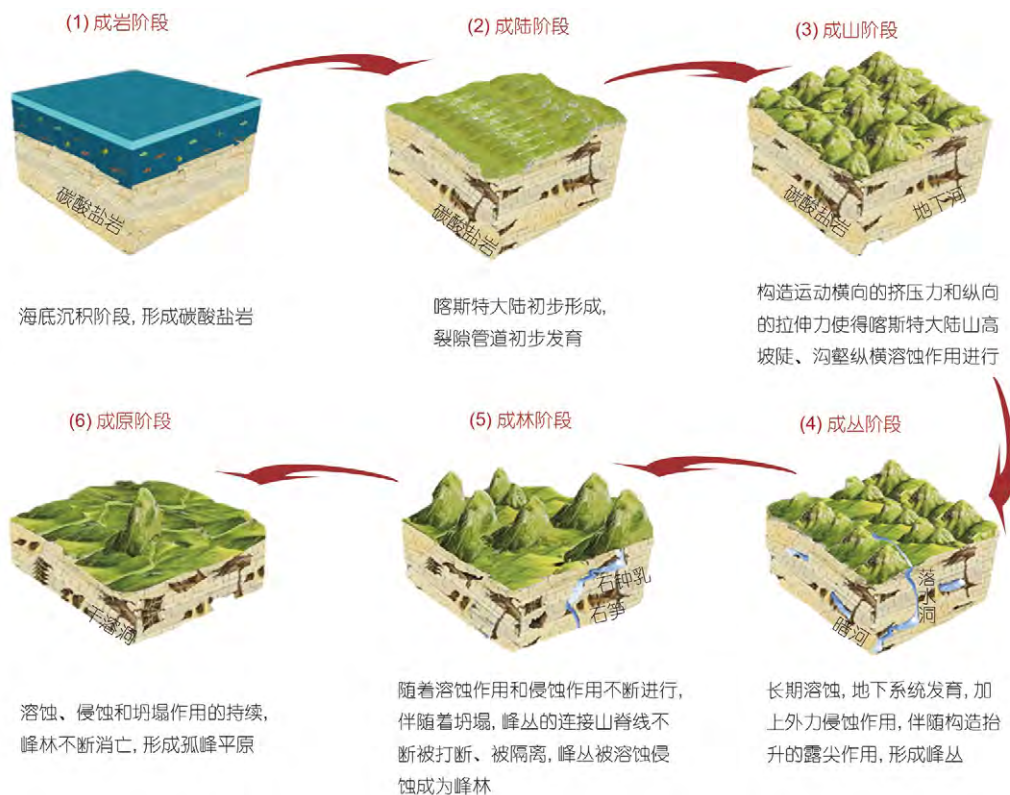 (1) 成岩阶段
碳酸盐岩
海底沉积阶段, 形成碳酸盐岩
(2) 成陆阶段
碳酸盐岩
喀斯特大陆初步形成,
裂隙管道初步发育
(3) 成山阶段
碳酸盐岩
地下河
构造运动横向的挤压力和纵向
的拉伸力使得喀斯特大陆山高
坡陡、沟壑纵横溶蚀作用进行
(4) 成丛阶段
落水洞
暗河
长期溶蚀, 地下系统发育, 加
上外力侵蚀作用, 伴随构造抬
升的露尖作用, 形成峰丛
(5) 成林阶段
石钟乳
石笋
随着溶蚀作用和侵蚀作用不断进行,
伴随着坍塌, 峰丛的连接山脊线不
断被打断、被隔离, 峰丛被溶蚀侵
蚀成为峰林
(6) 成原阶段
干溶洞
溶蚀、侵蚀和坍塌作用的持续,
峰林不断消亡, 形成孤峰平原